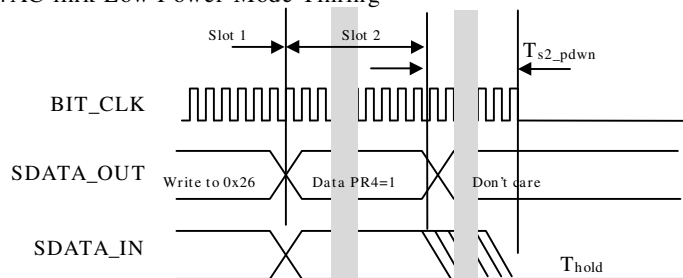 AC-link Low Power Mode Timing
Slot 1
Slot 2
Ts2_pdwn
BIT_CLK
SDATA_OUT
Write to 0x26
Data PR4=1
Don't care
SDATA_IN
Thold